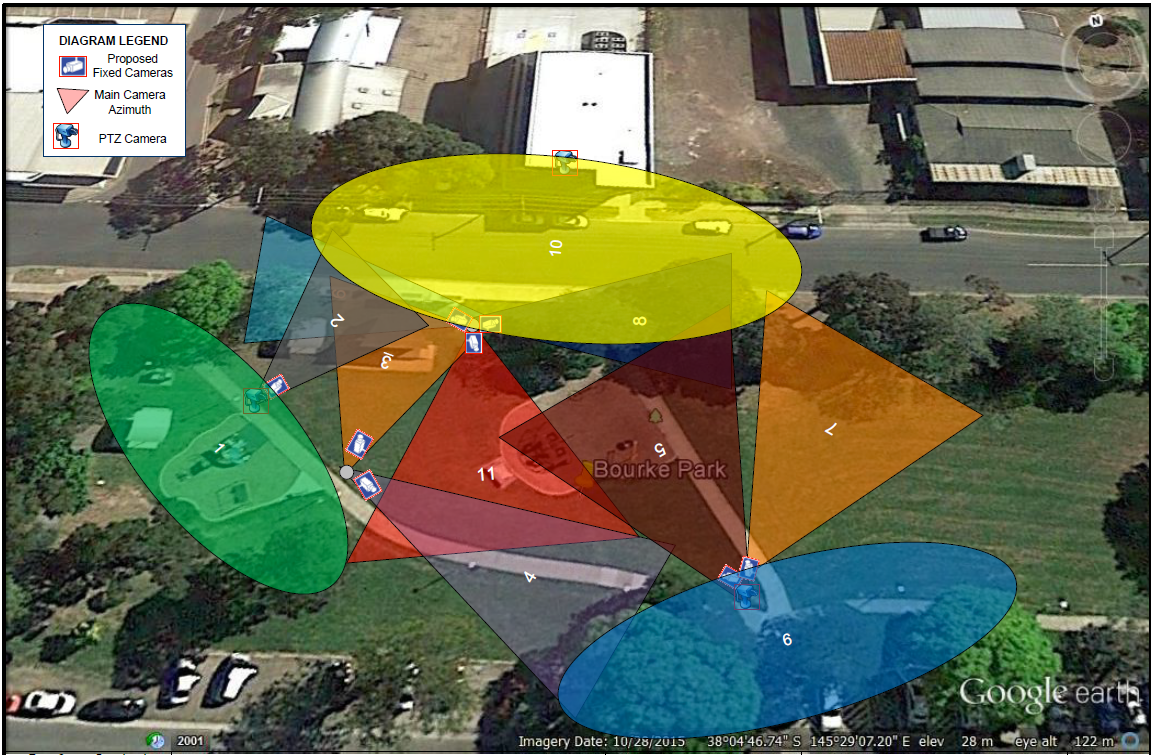 DIAGRAM LEGEND
Proposed
Fixed Cameras
Main Camera
Azimuth
PTZ Camera
N
10
8
2
3
1
5
7
Bourke Park
11
4
6
Google earth
2001
Imagery Date: 10/28/2015 38°04'46.74" S 145°29'07.20" E elev 28 m eye alt 122 m